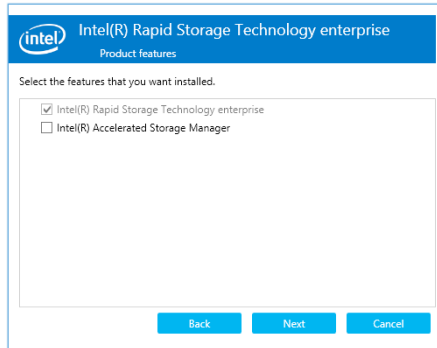 intel
Intel(R) Rapid Storage Technology enterprise
Product features
Select the features that you want installed.
Intel(R) Rapid Storage Technology enterprise
Intel(R) Accelerated Storage Manager
Back Next Cancel